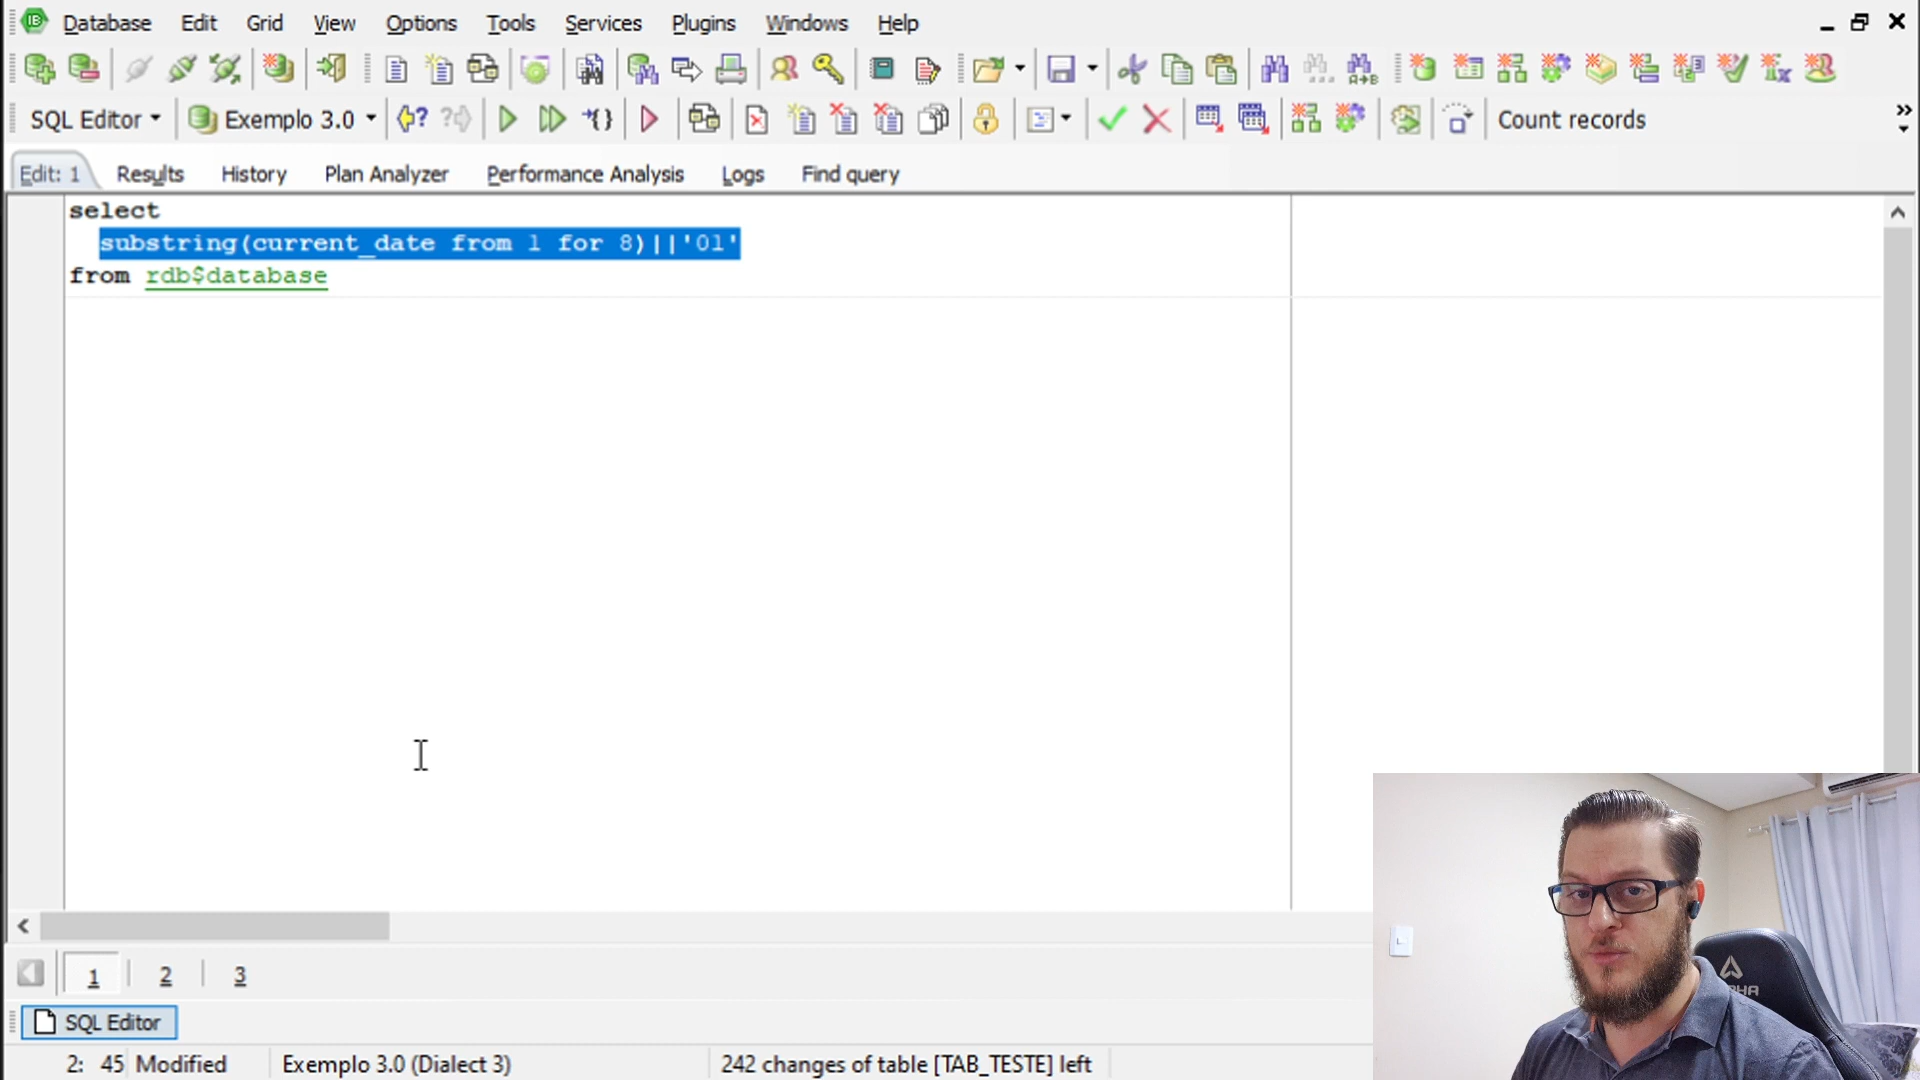 Database Edit Grid View Options Tools Services Plugins Windows Help
SQL Editor Exemplo 3.0 Count records
Edit: 1 Results History Plan Analyzer Performance Analysis Logs Find query
select
substring(current_date from 1 for 8)||'01'
from rdb$database
1 2 3
SQL Editor
2: 45 Modified Exemplo 3.0 (Dialect 3) 242 changes of table [TAB_TESTE] left